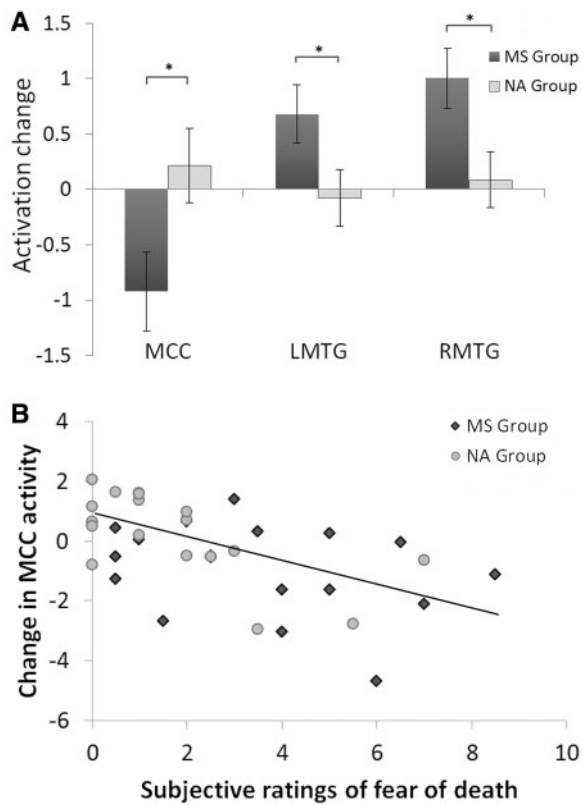 A
1.5
1
0.5
0
-0.5
-1
-1.5
Activation change
*
*
*
MS Group
NA Group
MCC LMTG RMTG
B
4
2
0
-2
-4
-6
Change in MCC activity
MS Group
NA Group
0 2 4 6 8 10
Subjective ratings of fear of death